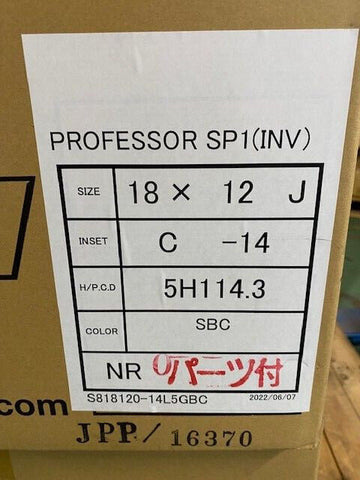 PROFESSOR SP1(INV)
SIZE 18 × 12 J
INSET C -14
H/P.C.D 5H114.3
COLOR SBC
NR 0パーツ付
S818120-14L5GBC 2022/06/07
.com
JPP/16370